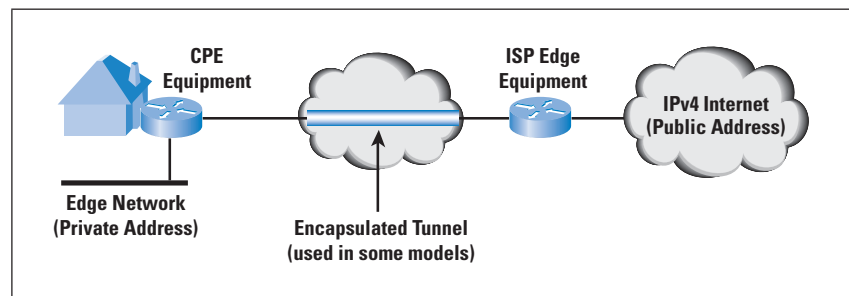 CPE
Equipment
ISP Edge
Equipment
IPv4 Internet
(Public Address)
Edge Network
(Private Address)
Encapsulated Tunnel
(used in some models)